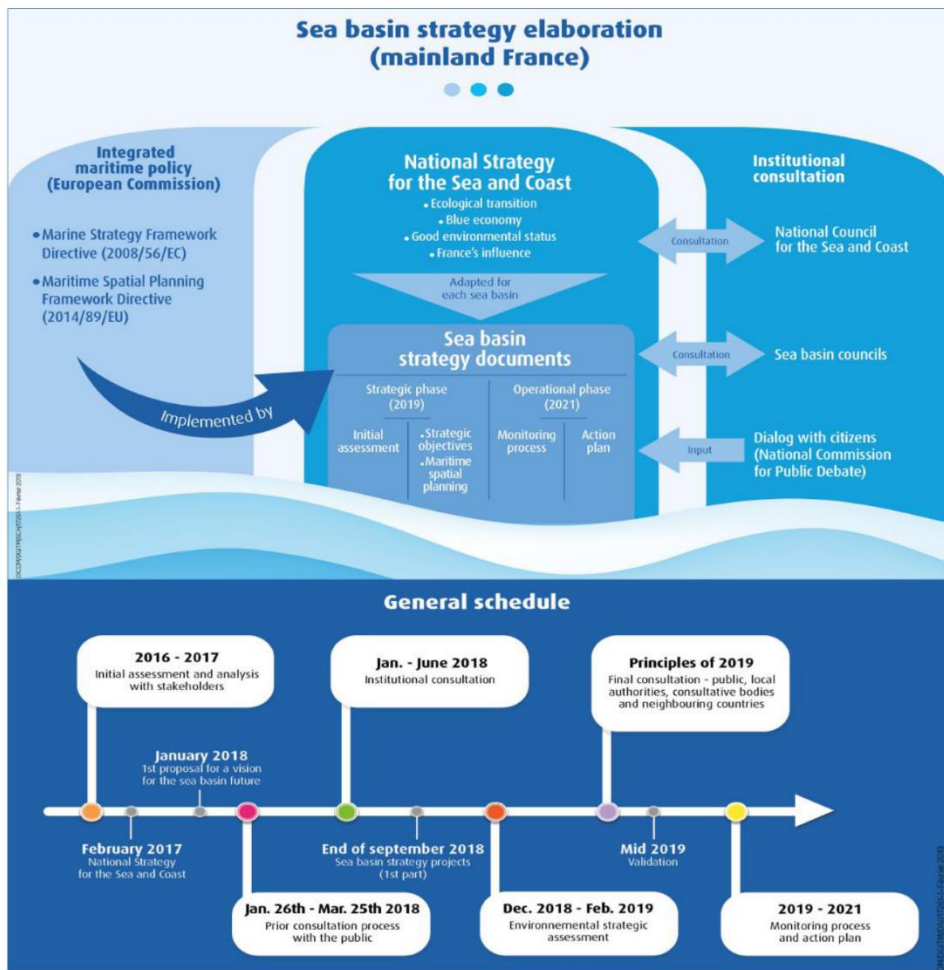 Sea basin strategy elaboration
(mainland France)
Integrated
maritime policy
(European Commission)
• Marine Strategy Framework
Directive (2008/56/EC)
• Maritime Spatial Planning
Framework Directive
(2014/89/EU)
Implemented by
National Strategy
for the Sea and Coast
• Ecological transition
• Blue economy
• Good environmental status
• France's influence
Adapted for
each sea basin
Sea basin
strategy documents
Strategic phase
(2019)
Initial
assessment
• Strategic
objectives
• Maritime
spatial
planning
Operational phase
(2021)
Monitoring
process
Action
plan
Institutional
consultation
Consultation
National Council
for the Sea and Coast
Consultation
Sea basin councils
Input
Dialog with citizens
(National Commission
for Public Debate)
General schedule
2016 - 2017
Initial assessment and analysis
with stakeholders
February 2017
National Strategy
for the Sea and Coast
January 2018
1st proposal for a vision
for the sea basin future
Jan. 26th - Mar. 25th 2018
Prior consultation process
with the public
Jan. - June 2018
Institutional consultation
End of september 2018
Sea basin strategy projects
(1st part)
Dec. 2018 - Feb. 2019
Environnemental strategic
assessment
Principles of 2019
Final consultation - public, local
authorities, consultative bodies
and neighbouring countries
Mid 2019
Validation
2019 - 2021
Monitoring process
and action plan